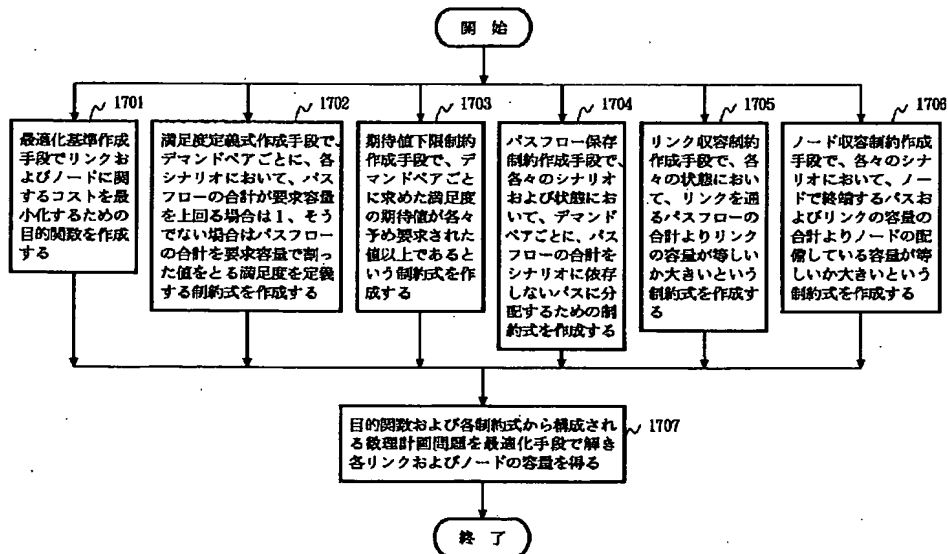 開始
1701
最適化基準作成
手段でリンクお
よびノードに関
するコストを最
小化するための
目的関数を作成
する
1702
満足度定義式作成手段で、
デマンドペアごとに、各
シナリオにおいて、パス
フローの合計が要求容量
を上回る場合は1、そう
でない場合はパスフロー
の合計を要求容量で割っ
た値をとる満足度を定義
する制約式を作成する
1703
期待値下限制約
作成手段で、デ
マンドペアごと
に求めた満足度
の期待値が各々
予め要求された
値以上であると
いう制約式を作
成する
1704
パスフロー保存
制約作成手段で、
各々のシナリオ
および状態にお
いて、デマンド
ペアごとに、パス
フローの合計を
シナリオに依存
しないパスに分
配するための制
約式を作成する
1705
リンク収容制約
作成手段で、各
々の状態におい
て、リンクを通
るパスフローの
合計よりリンク
の容量が等しい
か大きいという
制約式を作成す
る
1706
ノード収容制約作成
手段で、各々のシナ
リオにおいて、ノー
ドで終端するパスお
よびリンクの容量の
合計よりノードの配
備している容量が等
しいか大きいという
制約式を作成する
目的関数および各制約式から構成され
る数理計画問題を最適化手段で解き
各リンクおよびノードの容量を得る
1707
終了